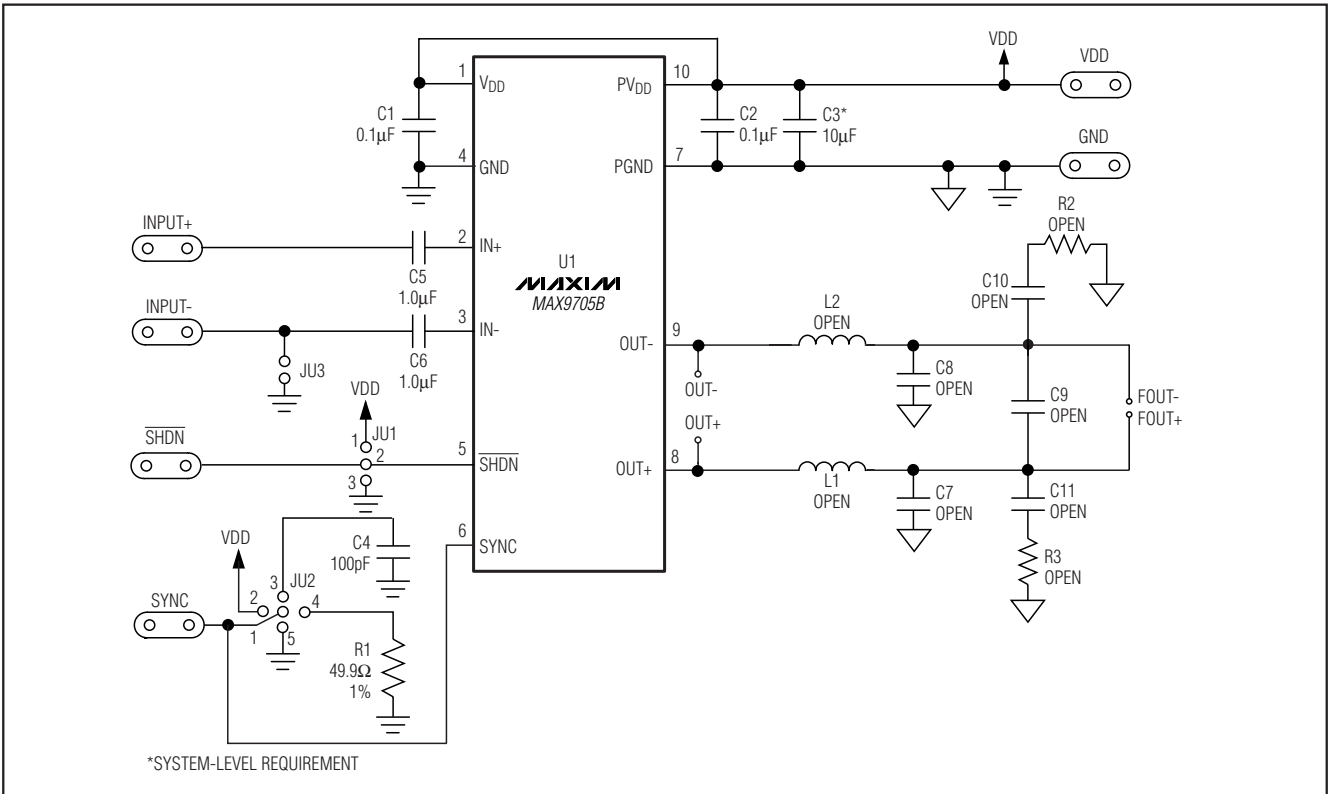 VDD
VDD
1
V_DD
PV_DD
10
C1
0.1μF
C2
0.1μF
C3*
10μF
GND
4
GND
PGND
7
R2
OPEN
INPUT+
2
IN+
C5
1.0μF
U1
MAXIM
MAX9705B
C10
OPEN
INPUT-
3
IN-
C6
1.0μF
L2
OPEN
OUT-
9
JU3
C8
OPEN
OUT-
C9
OPEN
FOUT-
FOUT+
VDD
OUT+
JU1
1
2
3
SHDN
5
SHDN
OUT+
8
L1
OPEN
C7
OPEN
C11
OPEN
6
SYNC
C4
100pF
VDD
R3
OPEN
JU2
3
2
4
SYNC
1
5
R1
49.9Ω
1%
*SYSTEM-LEVEL REQUIREMENT